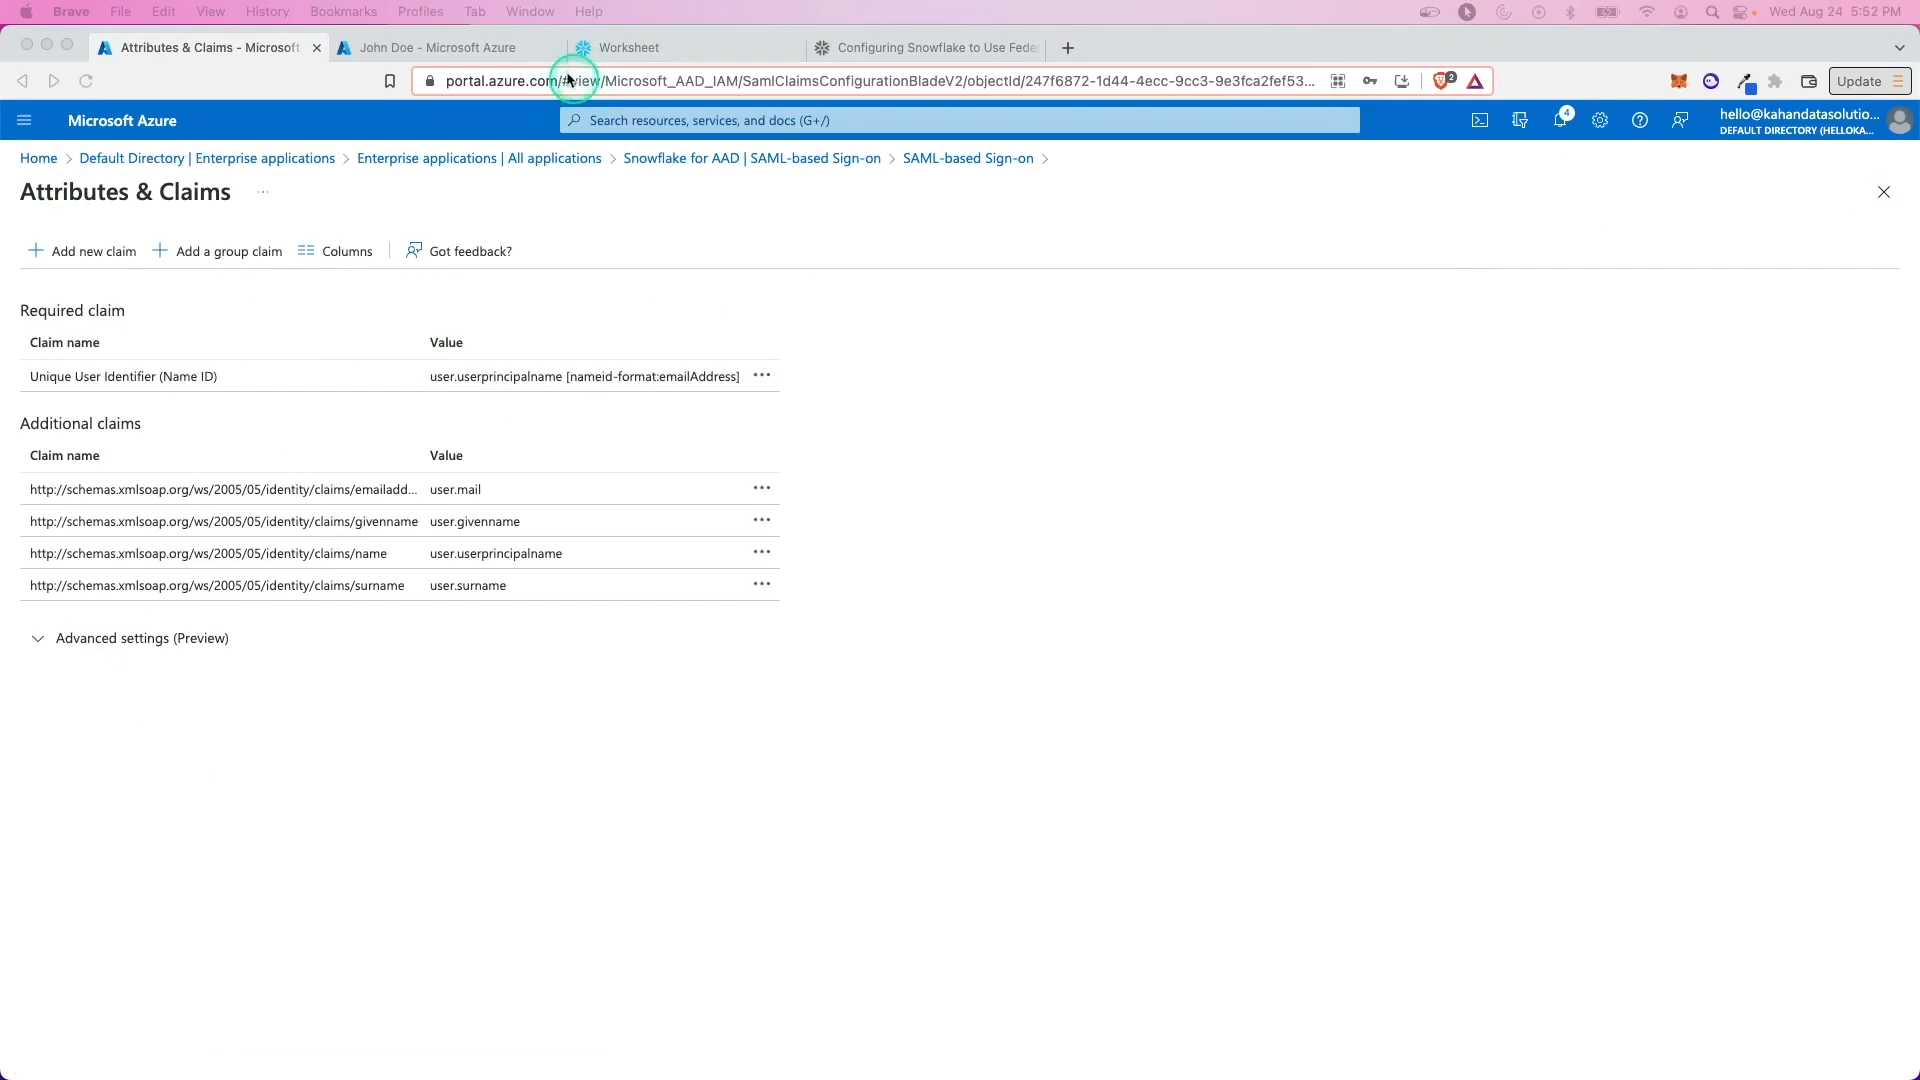 Brave File Edit View History Bookmarks Profiles Tab Window Help Wed Aug 24 5:52 PM
Attributes & Claims - Microsoft John Doe - Microsoft Azure Worksheet Configuring Snowflake to Use Fede
portal.azure.com/#view/Microsoft_AAD_IAM/SamlClaimsConfigurationBladeV2/objectId/247f6872-1d44-4ecc-9cc3-9e3fca2fef53... 2 Update
Microsoft Azure Search resources, services, and docs (G+/) 4 hello@kahandatasolutio...
DEFAULT DIRECTORY (HELLOKA...
Home > Default Directory | Enterprise applications > Enterprise applications | All applications > Snowflake for AAD | SAML-based Sign-on > SAML-based Sign-on >
Attributes & Claims ...
Add new claim Add a group claim Columns Got feedback?
Required claim
Claim name Value
Unique User Identifier (Name ID) user.userprincipalname [nameid-format:emailAddress]
Additional claims
Claim name Value
http://schemas.xmlsoap.org/ws/2005/05/identity/claims/emailadd... user.mail
http://schemas.xmlsoap.org/ws/2005/05/identity/claims/givenname user.givenname
http://schemas.xmlsoap.org/ws/2005/05/identity/claims/name user.userprincipalname
http://schemas.xmlsoap.org/ws/2005/05/identity/claims/surname user.surname
Advanced settings (Preview)